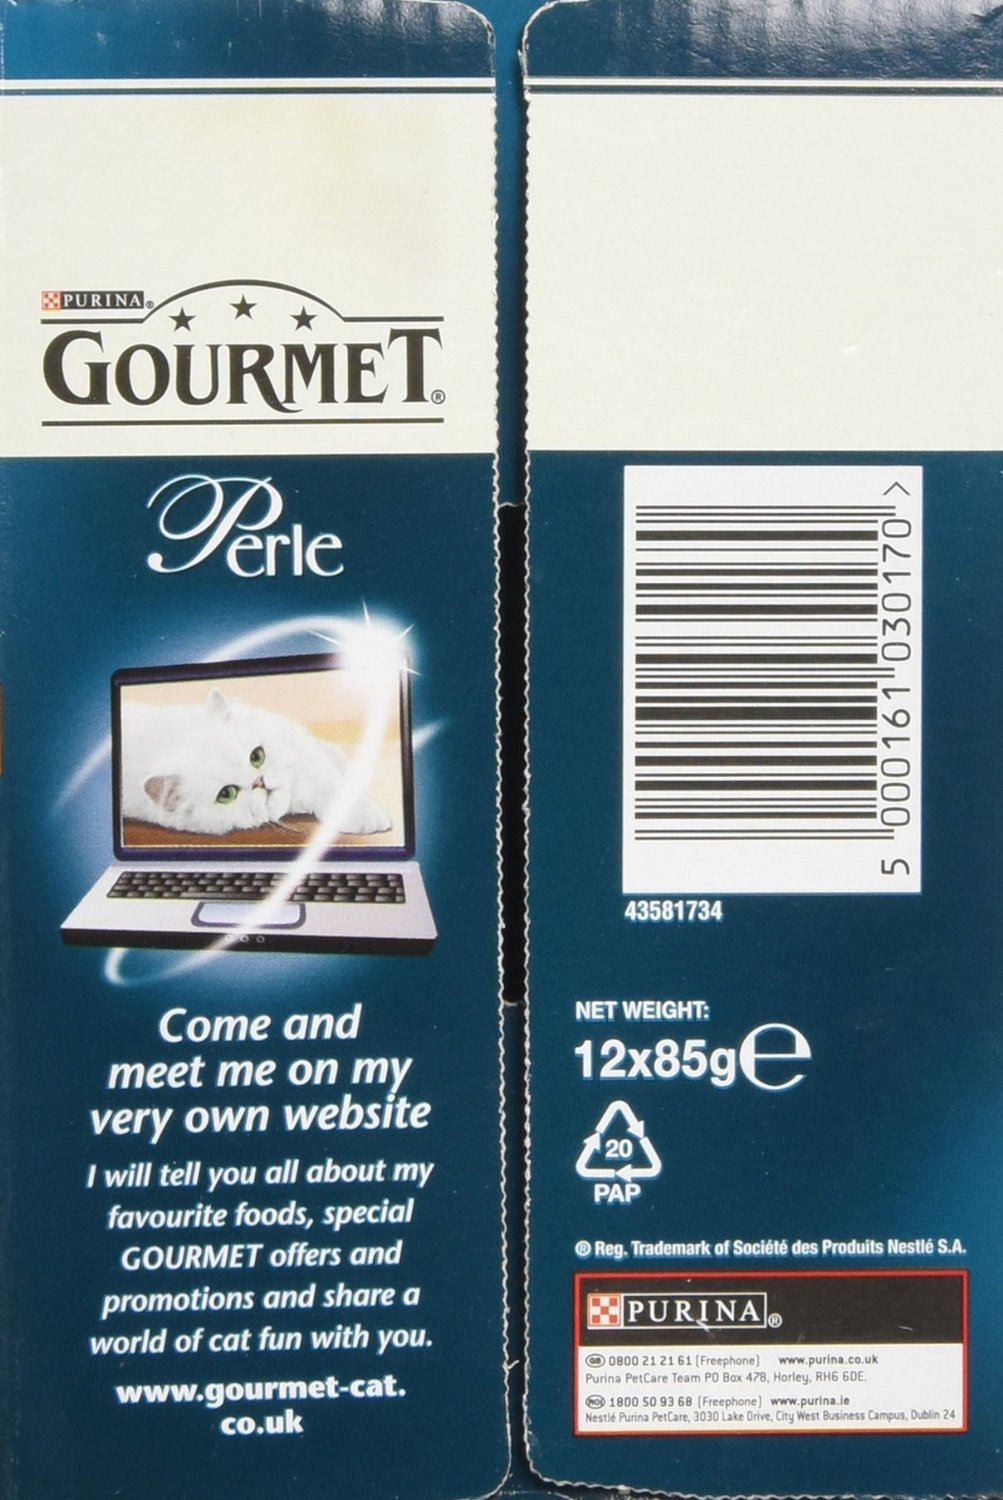 PURINA®
GOURMET®
Perle
Come and
meet me on my
very own website
I will tell you all about my
favourite foods, special
GOURMET offers and
promotions and share a
world of cat fun with you.
www.gourmet-cat.
co.uk
5 000161 030170 >
43581734
NET WEIGHT:
12x85g℮
20
PAP
® Reg. Trademark of Société des Produits Nestlé S.A.
PURINA®
GB 0800 21 21 61 (Freephone) www.purina.co.uk
Purina PetCare Team PO Box 478, Horley, RH6 6DE.
ROI 1800 50 93 68 (Freephone) www.purina.ie
Nestlé Purina PetCare, 3030 Lake Drive, City West Business Campus, Dublin 24